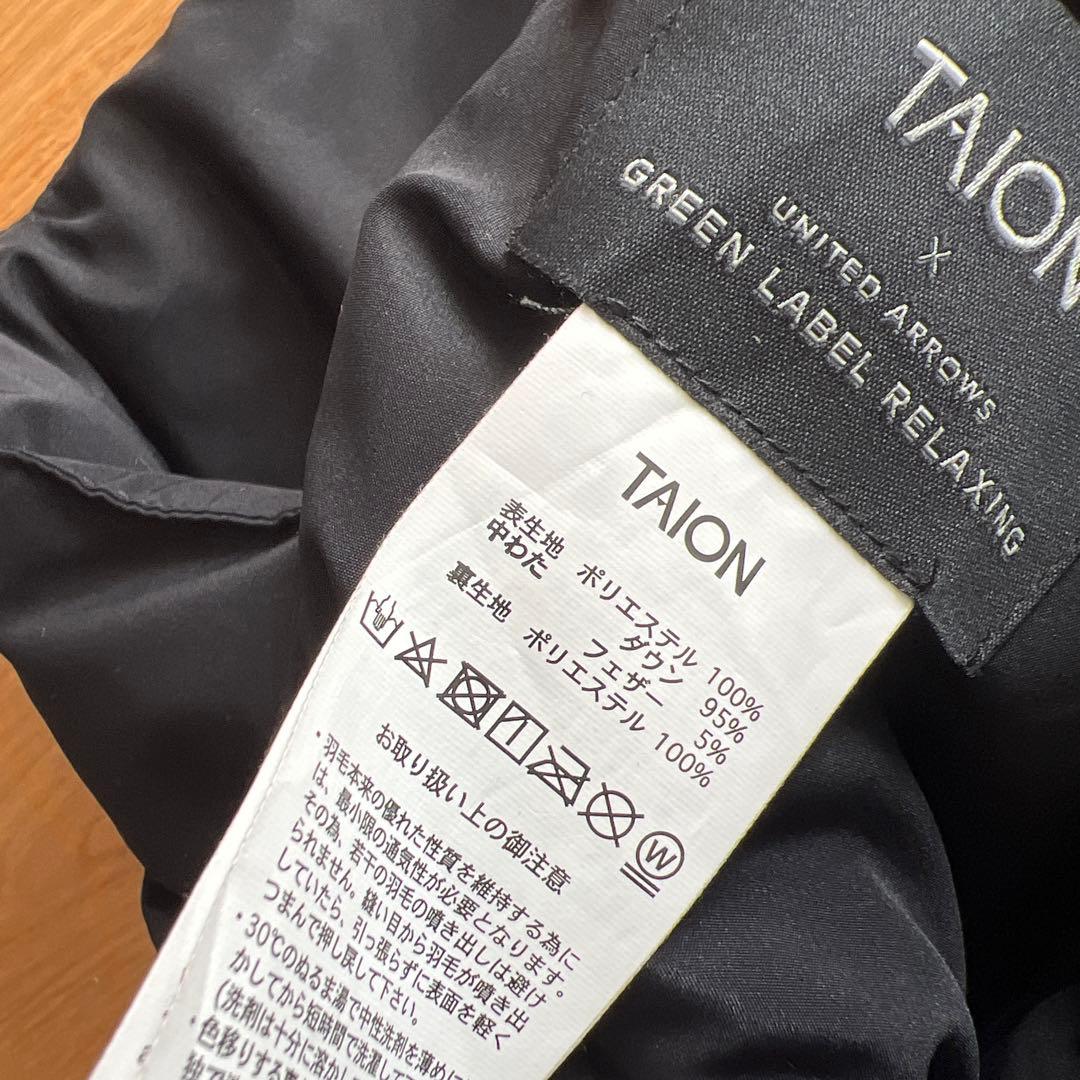 TAION
×
UNITED ARROWS
GREEN LABEL RELAXING
TAION
表生地 ポリエステル 100%
中わた ダウン 95%
フェザー 5%
裏生地 ポリエステル 100%
お取り扱い上の御注意
・羽毛本来の優れた性質を維持する為に
は、最小限の通気性が必要となります。
その為、若干の羽毛の噴き出しは避け
られません。縫い目から羽毛が噴き出
していたら、引っ張らずに表面を軽く
つまんで押し戻して下さい。
・30℃のぬるま湯で中性洗剤を薄めに
かしてから短時間で洗濯して
(洗剤は十分に溶かし
・色移りする